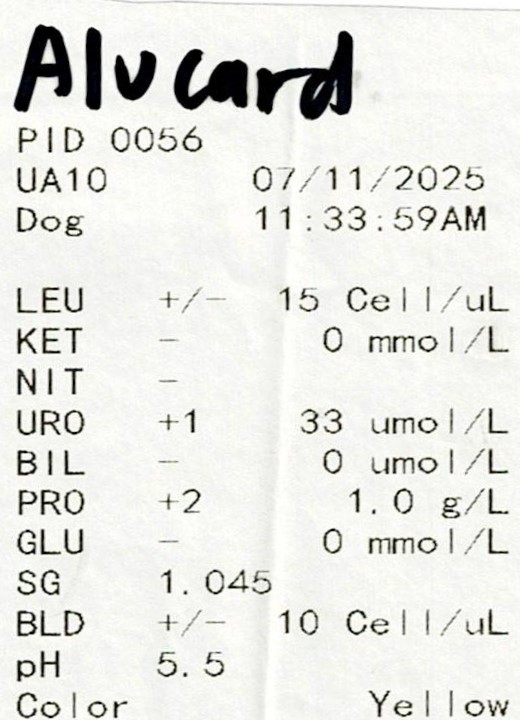 Alucard
PID 0056
UA10 07/11/2025
Dog 11:33:59AM
LEU +/- 15 Cell/uL
KET - 0 mmol/L
NIT -
URO +1 33 umol/L
BIL - 0 umol/L
PRO +2 1.0 g/L
GLU - 0 mmol/L
SG 1.045
BLD +/- 10 Cell/uL
pH 5.5
Color Yellow